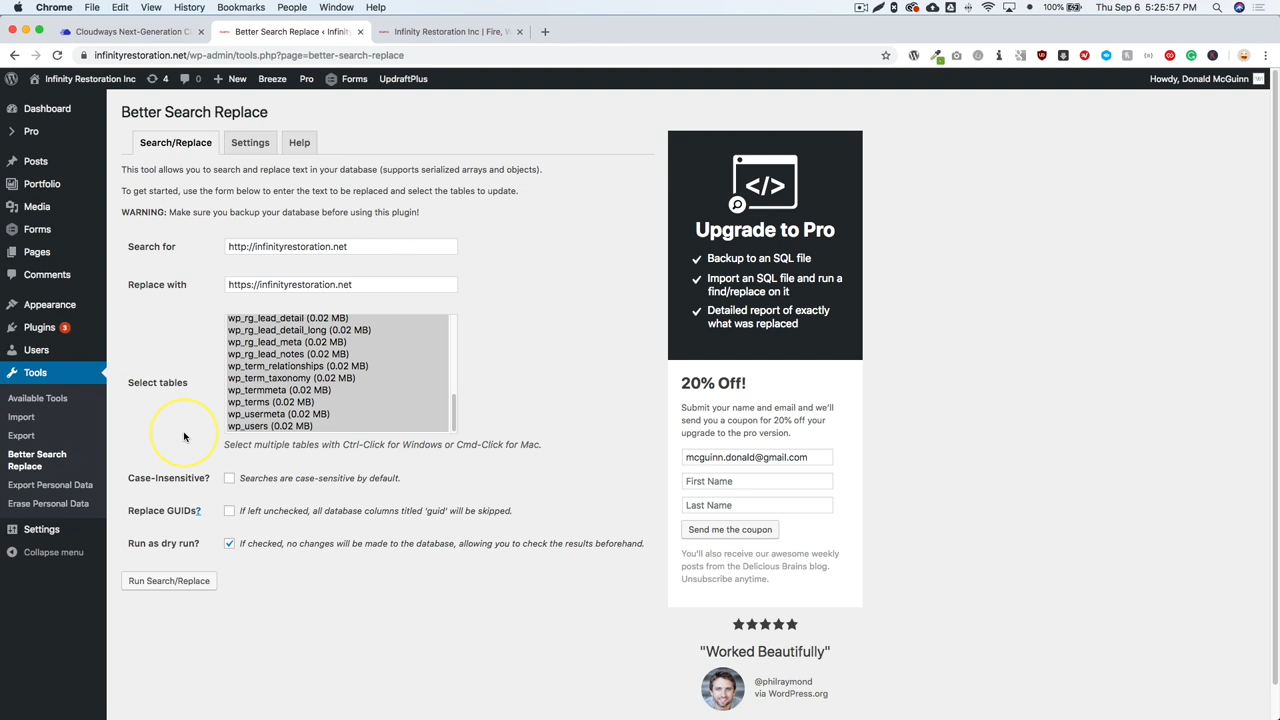 Chrome File Edit View History Bookmarks People Window Help
100% Thu Sep 6 5:25:57 PM
Cloudways Next-Generation C
Better Search Replace ‹ Infinity
Infinity Restoration Inc | Fire, W
infinityrestoration.net/wp-admin/tools.php?page=better-search-replace
Infinity Restoration Inc 4 0 + New Breeze Pro Forms UpdraftPlus
Howdy, Donald McGuinn
Dashboard
Pro
Posts
Portfolio
Media
Forms
Pages
Comments
Appearance
Plugins 3
Users
Tools
Available Tools
Import
Export
Better Search
Replace
Export Personal Data
Erase Personal Data
Settings
Collapse menu
Better Search Replace
Search/Replace Settings Help
This tool allows you to search and replace text in your database (supports serialized arrays and objects).
To get started, use the form below to enter the text to be replaced and select the tables to update.
WARNING: Make sure you backup your database before using this plugin!
Search for http://infinityrestoration.net
Replace with https://infinityrestoration.net
Select tables
wp_rg_lead_detail (0.02 MB)
wp_rg_lead_detail_long (0.02 MB)
wp_rg_lead_meta (0.02 MB)
wp_rg_lead_notes (0.02 MB)
wp_term_relationships (0.02 MB)
wp_term_taxonomy (0.02 MB)
wp_termmeta (0.02 MB)
wp_terms (0.02 MB)
wp_usermeta (0.02 MB)
wp_users (0.02 MB)
Select multiple tables with Ctrl-Click for Windows or Cmd-Click for Mac.
Case-Insensitive? Searches are case-sensitive by default.
Replace GUIDs? If left unchecked, all database columns titled 'guid' will be skipped.
Run as dry run? If checked, no changes will be made to the database, allowing you to check the results beforehand.
Run Search/Replace
</>
Upgrade to Pro
Backup to an SQL file
Import an SQL file and run a
find/replace on it
Detailed report of exactly
what was replaced
20% Off!
Submit your name and email and we'll
send you a coupon for 20% off your
upgrade to the pro version.
mcguinn.donald@gmail.com
First Name
Last Name
Send me the coupon
You'll also receive our awesome weekly
posts from the Delicious Brains blog.
Unsubscribe anytime.
"Worked Beautifully"
@philraymond
via WordPress.org